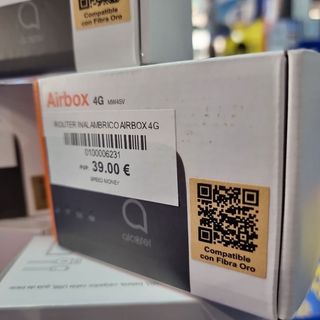 Compatible
con Fibra Oro
Airbox 4G MW45V
ROUTER INALAMBRICO AIRBOX 4G
0100006231
PVP: 39.00 €
SPEED MONEY
alcatel
Compatible
con Fibra Oro